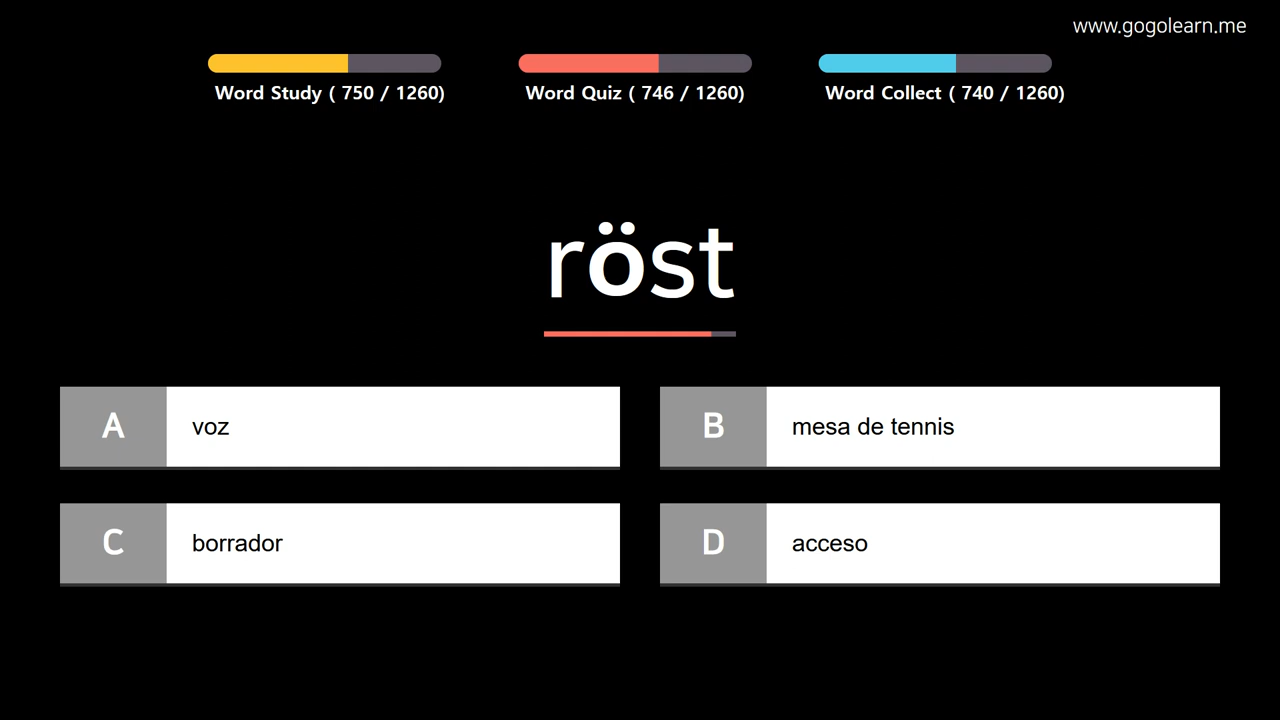 www.gogolearn.me
Word Study ( 750 / 1260)
Word Quiz ( 746 / 1260)
Word Collect ( 740 / 1260)
röst
A voz
B mesa de tennis
C borrador
D acceso